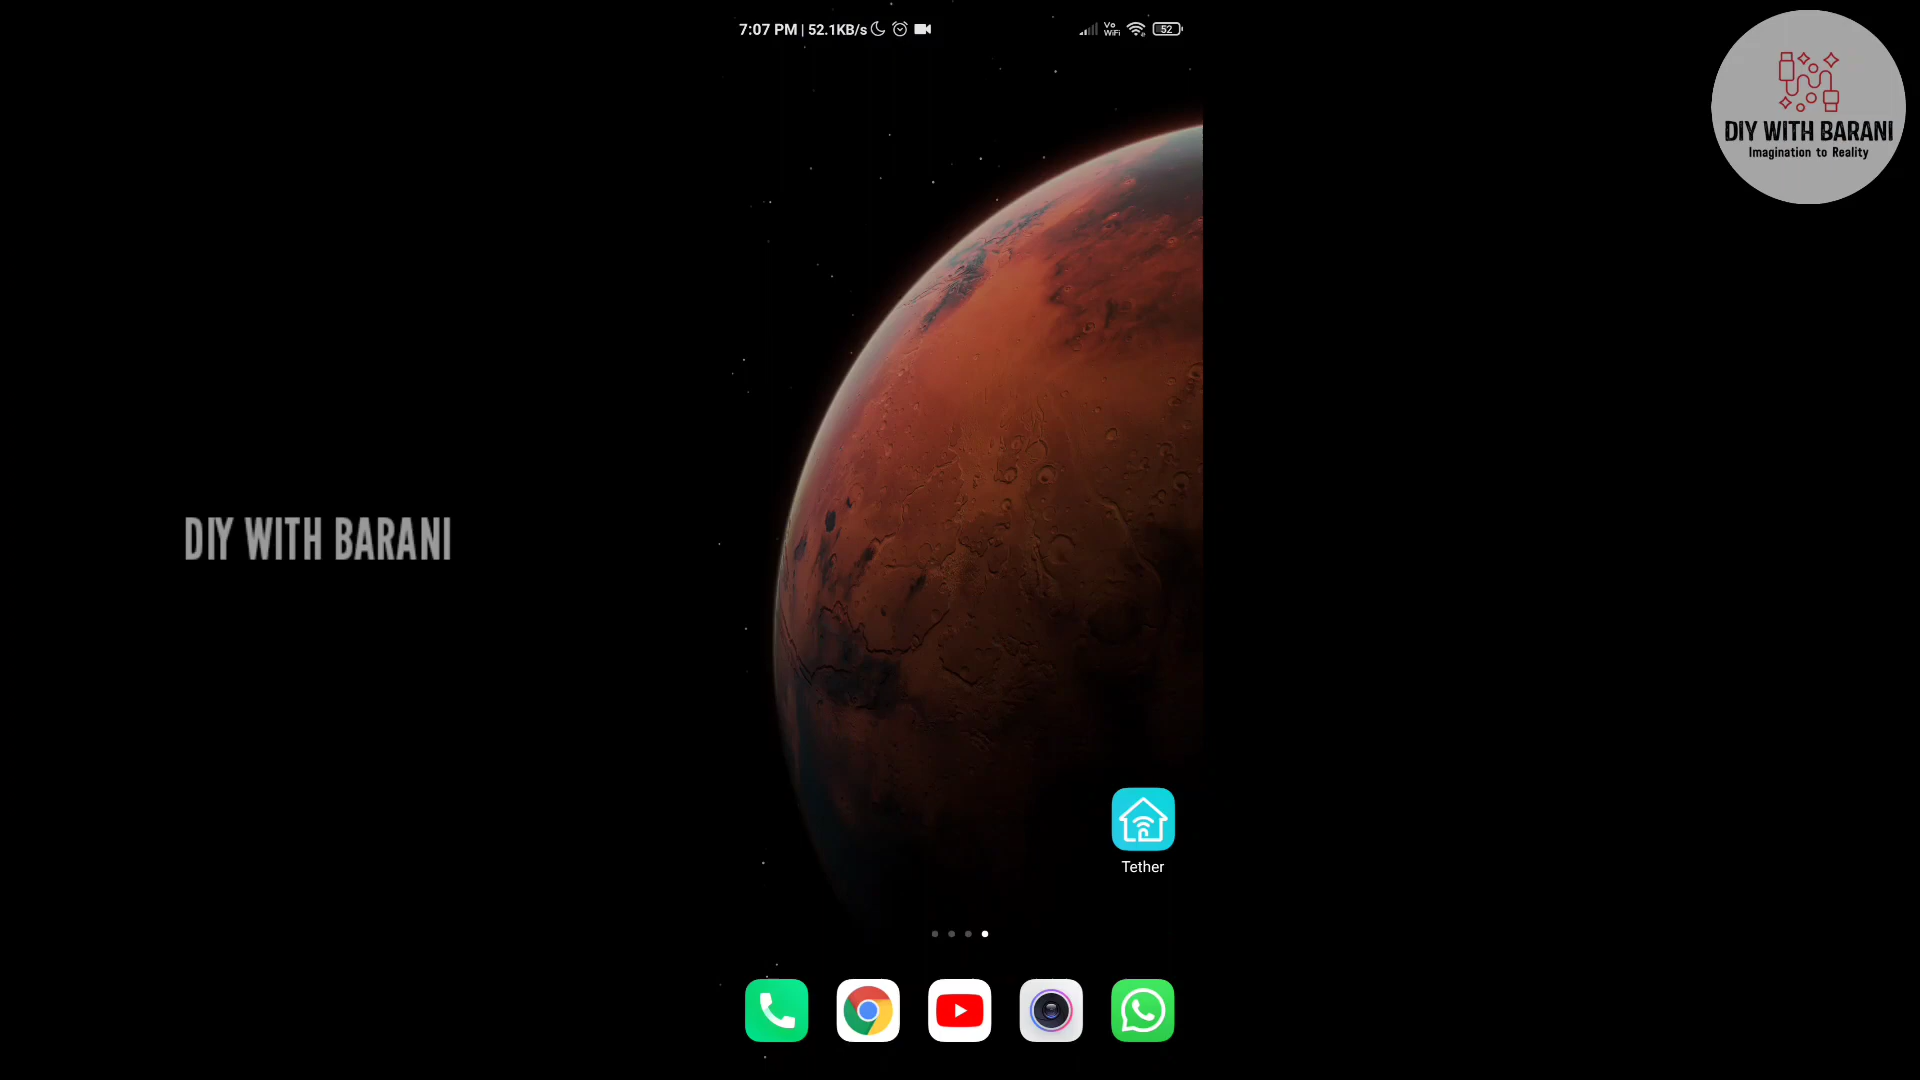 7:07 PM | 52.1KB/s
Vo
WiFi
52
DIY WITH BARANI
Imagination to Reality
DIY WITH BARANI
Tether